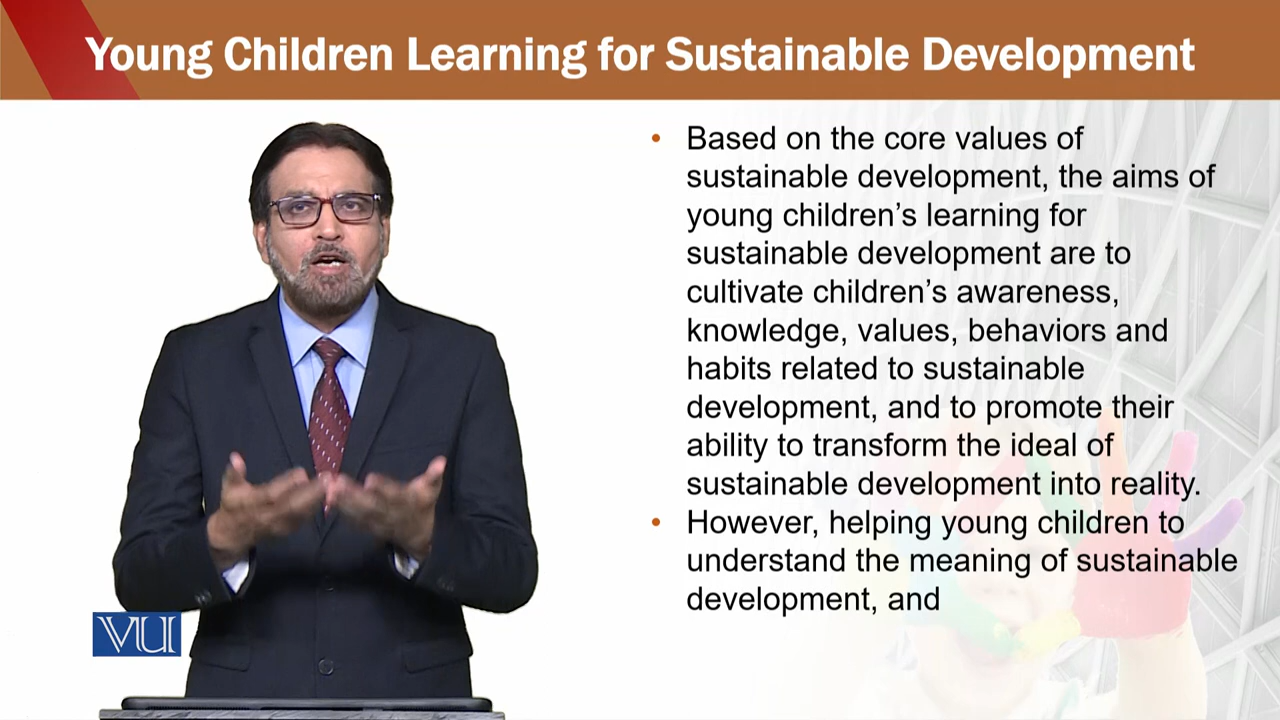 Young Children Learning for Sustainable Development
• Based on the core values of
sustainable development, the aims of
young children's learning for
sustainable development are to
cultivate children's awareness,
knowledge, values, behaviors and
habits related to sustainable
development, and to promote their
ability to transform the ideal of
sustainable development into reality.
• However, helping young children to
understand the meaning of sustainable
development, and
VU